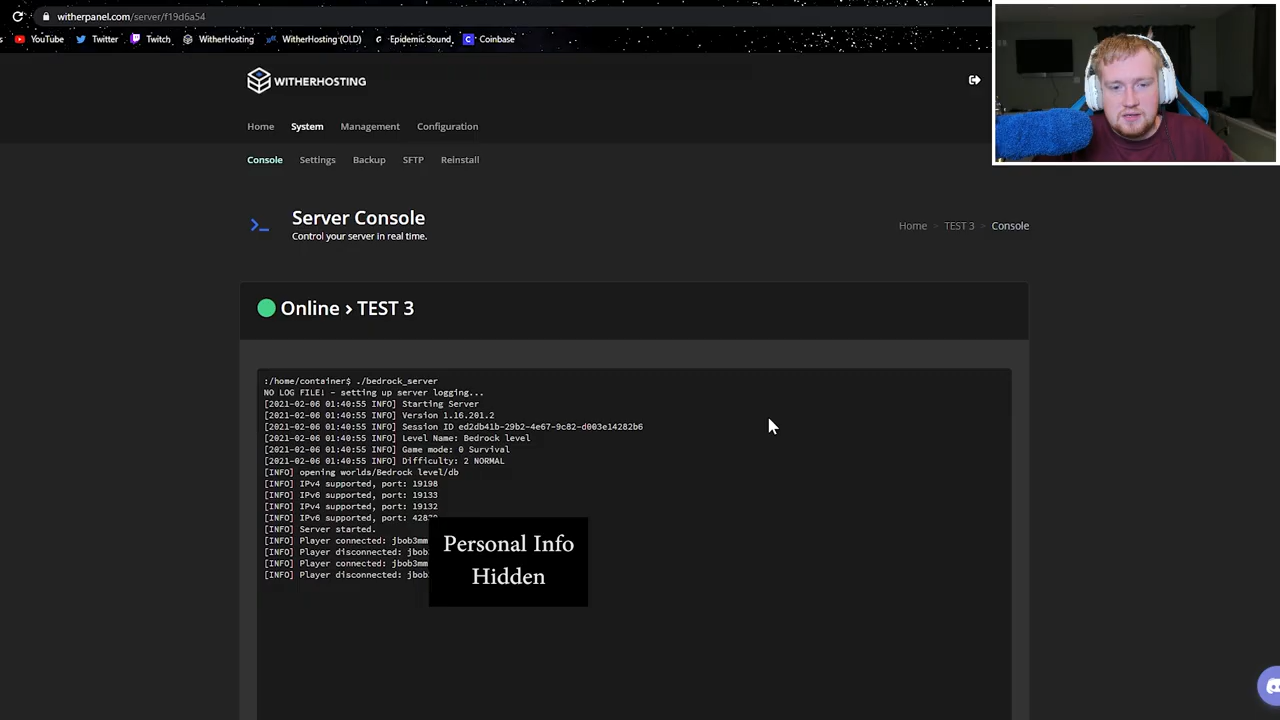 witherpanel.com/server/f19d6a54
YouTube Twitter Twitch WitherHosting WitherHosting (OLD) Epidemic Sound Coinbase
WITHERHOSTING
Home System Management Configuration
Console Settings Backup SFTP Reinstall
Server Console
Control your server in real time.
Home > TEST 3 > Console
Online › TEST 3
:/home/container$ ./bedrock_server
NO LOG FILE! - setting up server logging...
[2021-02-06 01:40:55 INFO] Starting Server
[2021-02-06 01:40:55 INFO] Version 1.16.201.2
[2021-02-06 01:40:55 INFO] Session ID ed2db41b-29b2-4e67-9c82-d003e14282b6
[2021-02-06 01:40:55 INFO] Level Name: Bedrock level
[2021-02-06 01:40:55 INFO] Game mode: 0 Survival
[2021-02-06 01:40:55 INFO] Difficulty: 2 NORMAL
[INFO] opening worlds/Bedrock level/db
[INFO] IPv4 supported, port: 19198
[INFO] IPv6 supported, port: 19133
[INFO] IPv4 supported, port: 19132
[INFO] IPv6 supported, port:
[INFO] Server started.
[INFO] Player connected: jbob3mm
[INFO] Player disconnected:
[INFO] Player connected: jbob3mm
[INFO] Player disconnected:
Personal Info
Hidden